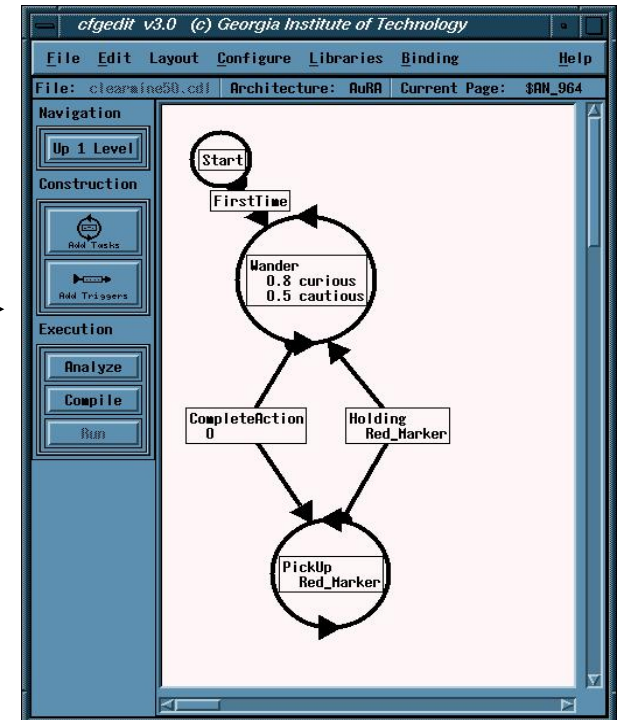 cfgedit v3.0 (c) Georgia Institute of Technology
File Edit Layout Configure Libraries Binding Help
File: clearmine50.cdl Architecture: AuRA Current Page: $AN_964
Navigation
Up 1 Level
Construction
Add Tasks
Add Triggers
Execution
Analyze
Compile
Run
Start
FirstTime
Wander
0.8 curious
0.5 cautious
CompleteAction
0
Holding
Red_Marker
PickUp
Red_Marker